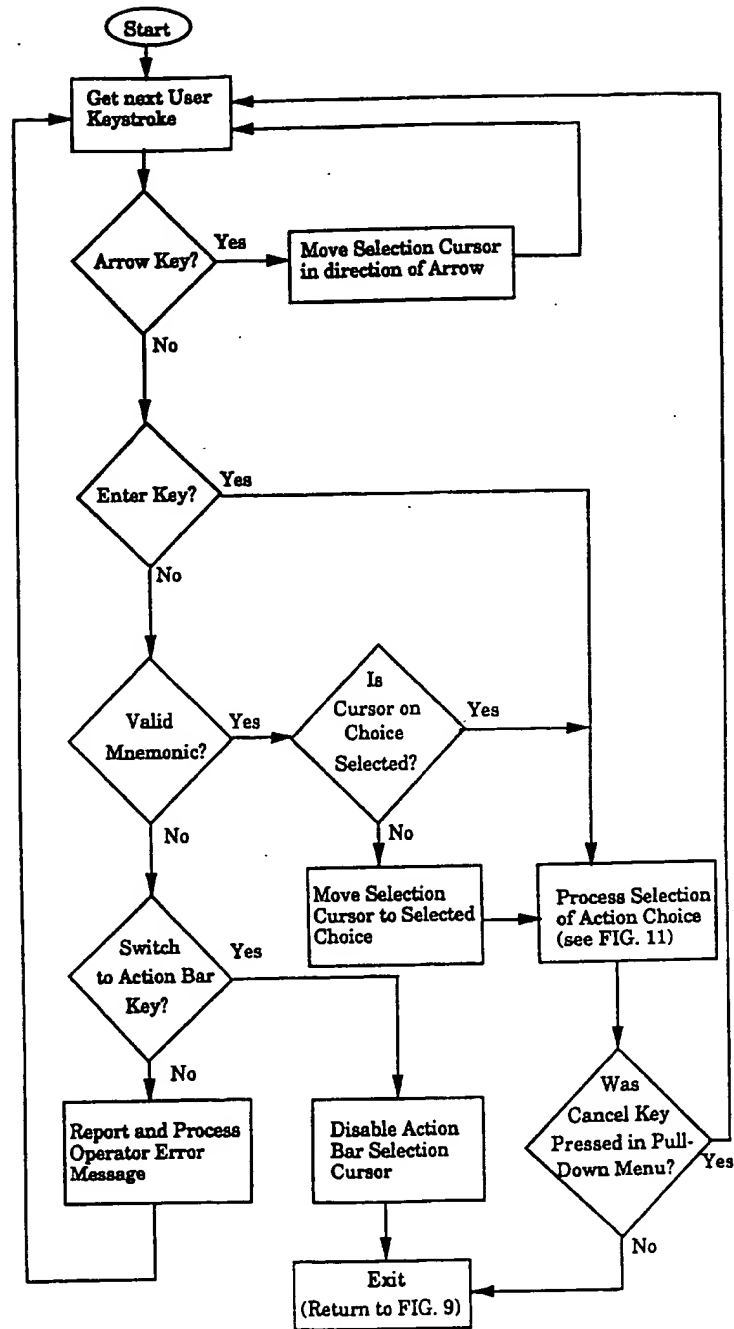 Start
Get next User
Keystroke
Arrow Key?
Yes
Move Selection Cursor
in direction of Arrow
No
Enter Key?
Yes
No
Valid
Mnemonic?
Yes
Is
Cursor on
Choice
Selected?
Yes
No
No
Move Selection
Cursor to Selected
Choice
Process Selection
of Action Choice
(see FIG. 11)
Switch
to Action Bar
Key?
Yes
No
Report and Process
Operator Error
Message
Disable Action
Bar Selection
Cursor
Was
Cancel Key
Pressed in Pull-
Down Menu?
Yes
No
Exit
(Return to FIG. 9)